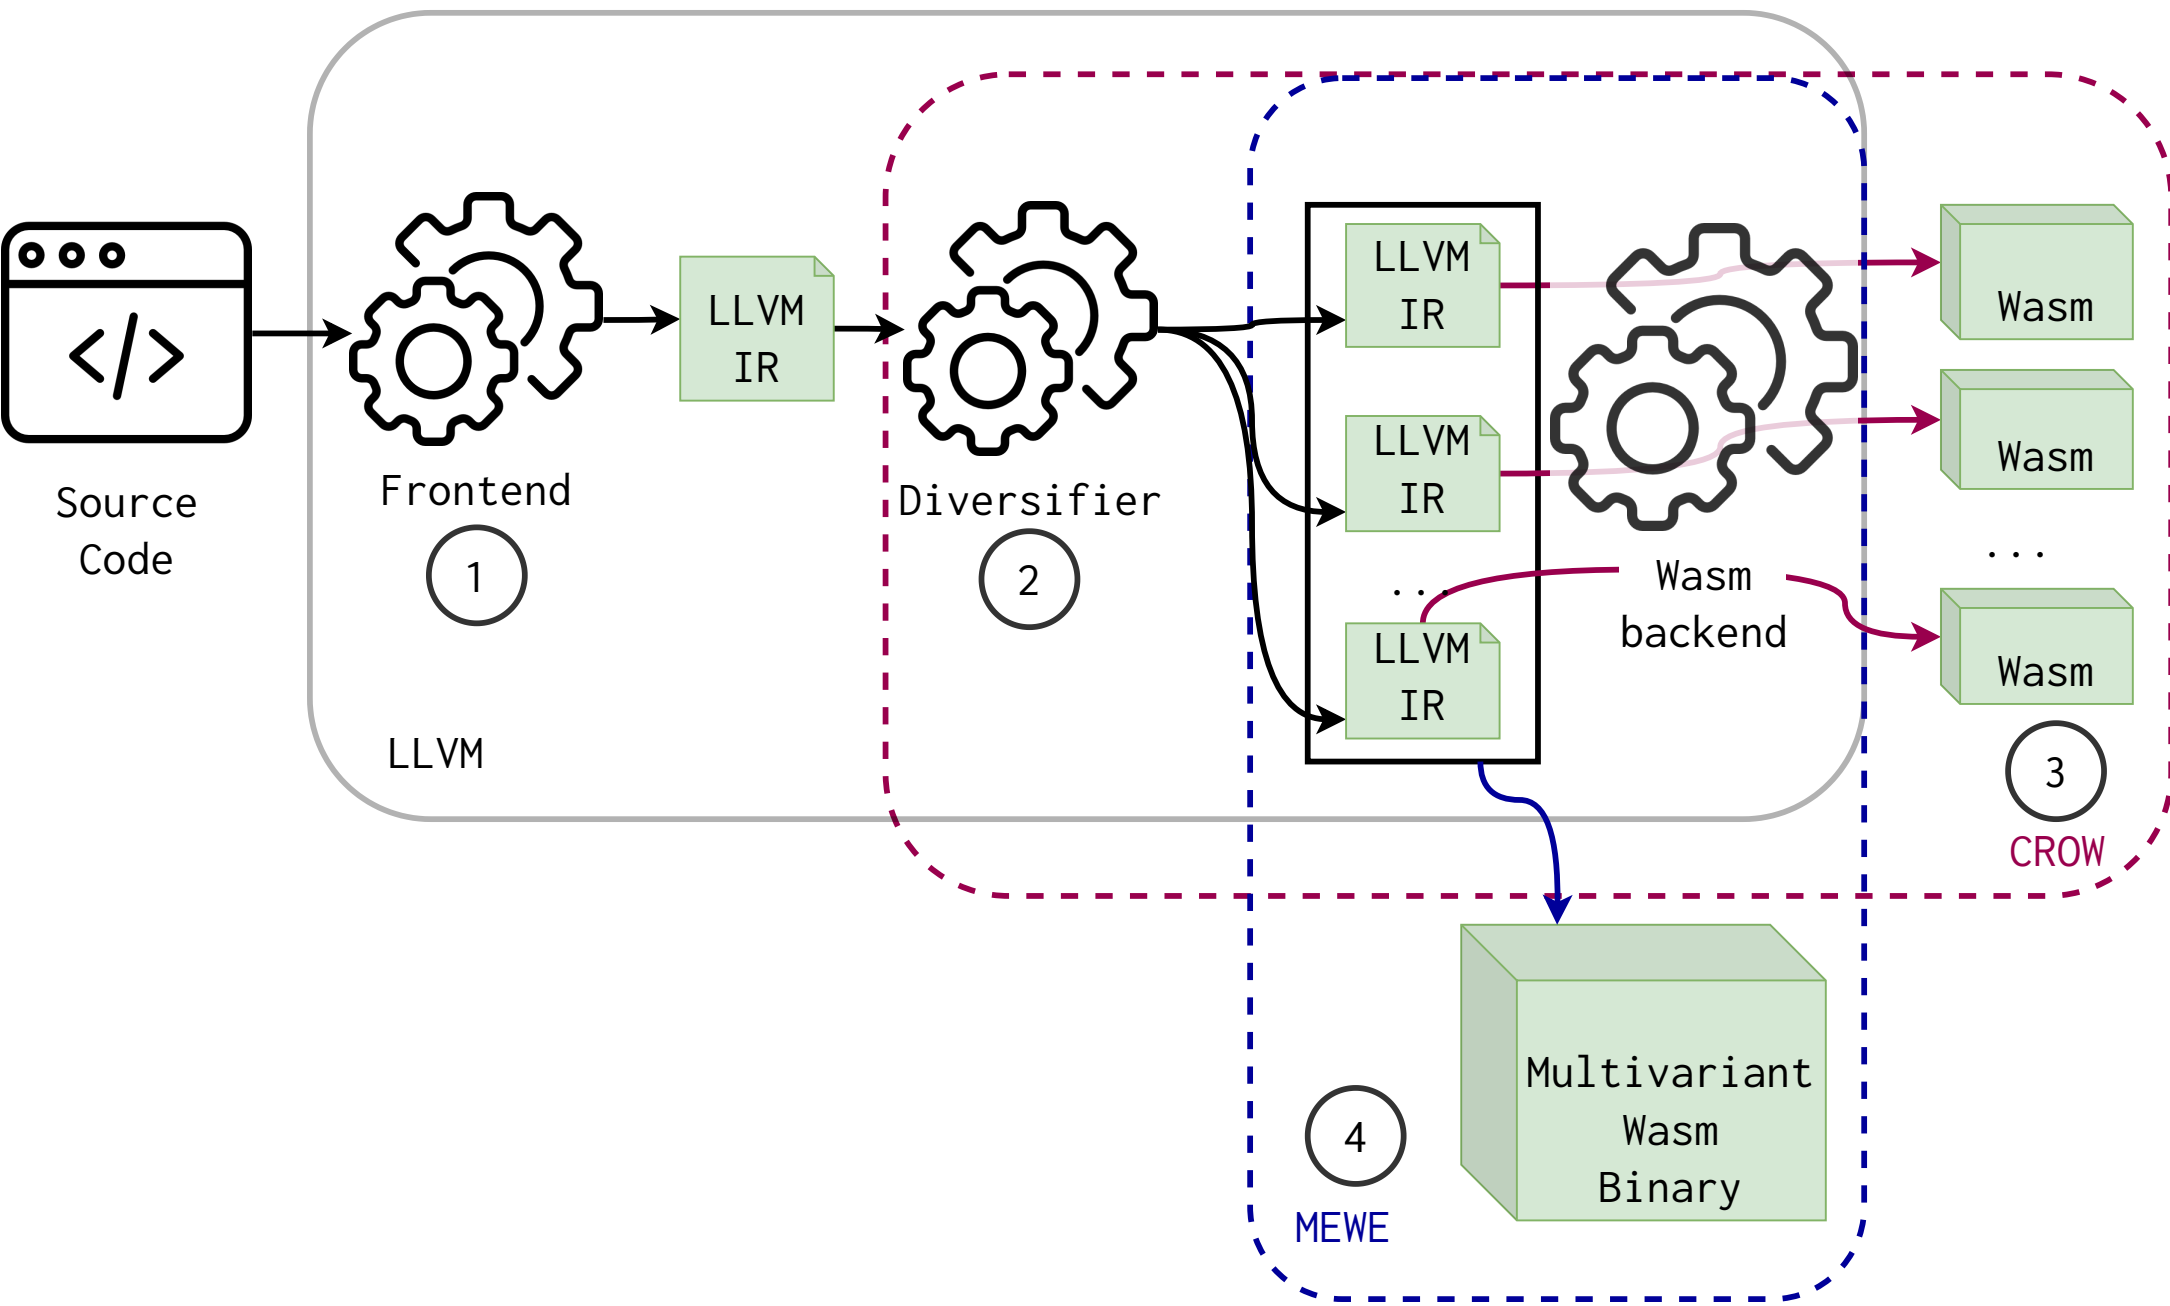 </>
Source
Code
Frontend
1
LLVM
LLVM
IR
Diversifier
2
LLVM
IR
LLVM
IR
...
LLVM
IR
Wasm
backend
Wasm
Wasm
...
Wasm
3
CROW
Multivariant
Wasm
Binary
4
MEWE